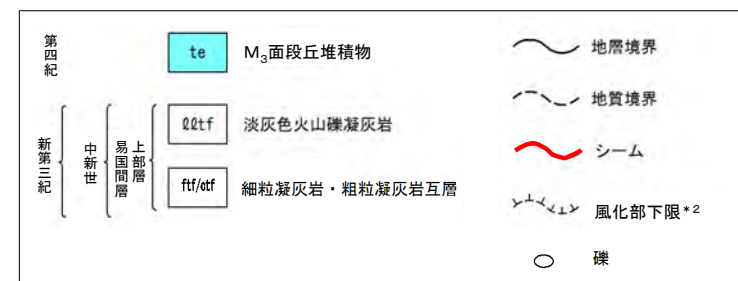 第四紀
te
M₃面段丘堆積物
新第三紀
中新世
易国間層
上部層
ℓℓtf
淡灰色火山礫凝灰岩
ftf/ctf
細粒凝灰岩・粗粒凝灰岩互層
地層境界
地質境界
シーム
風化部下限*²
礫